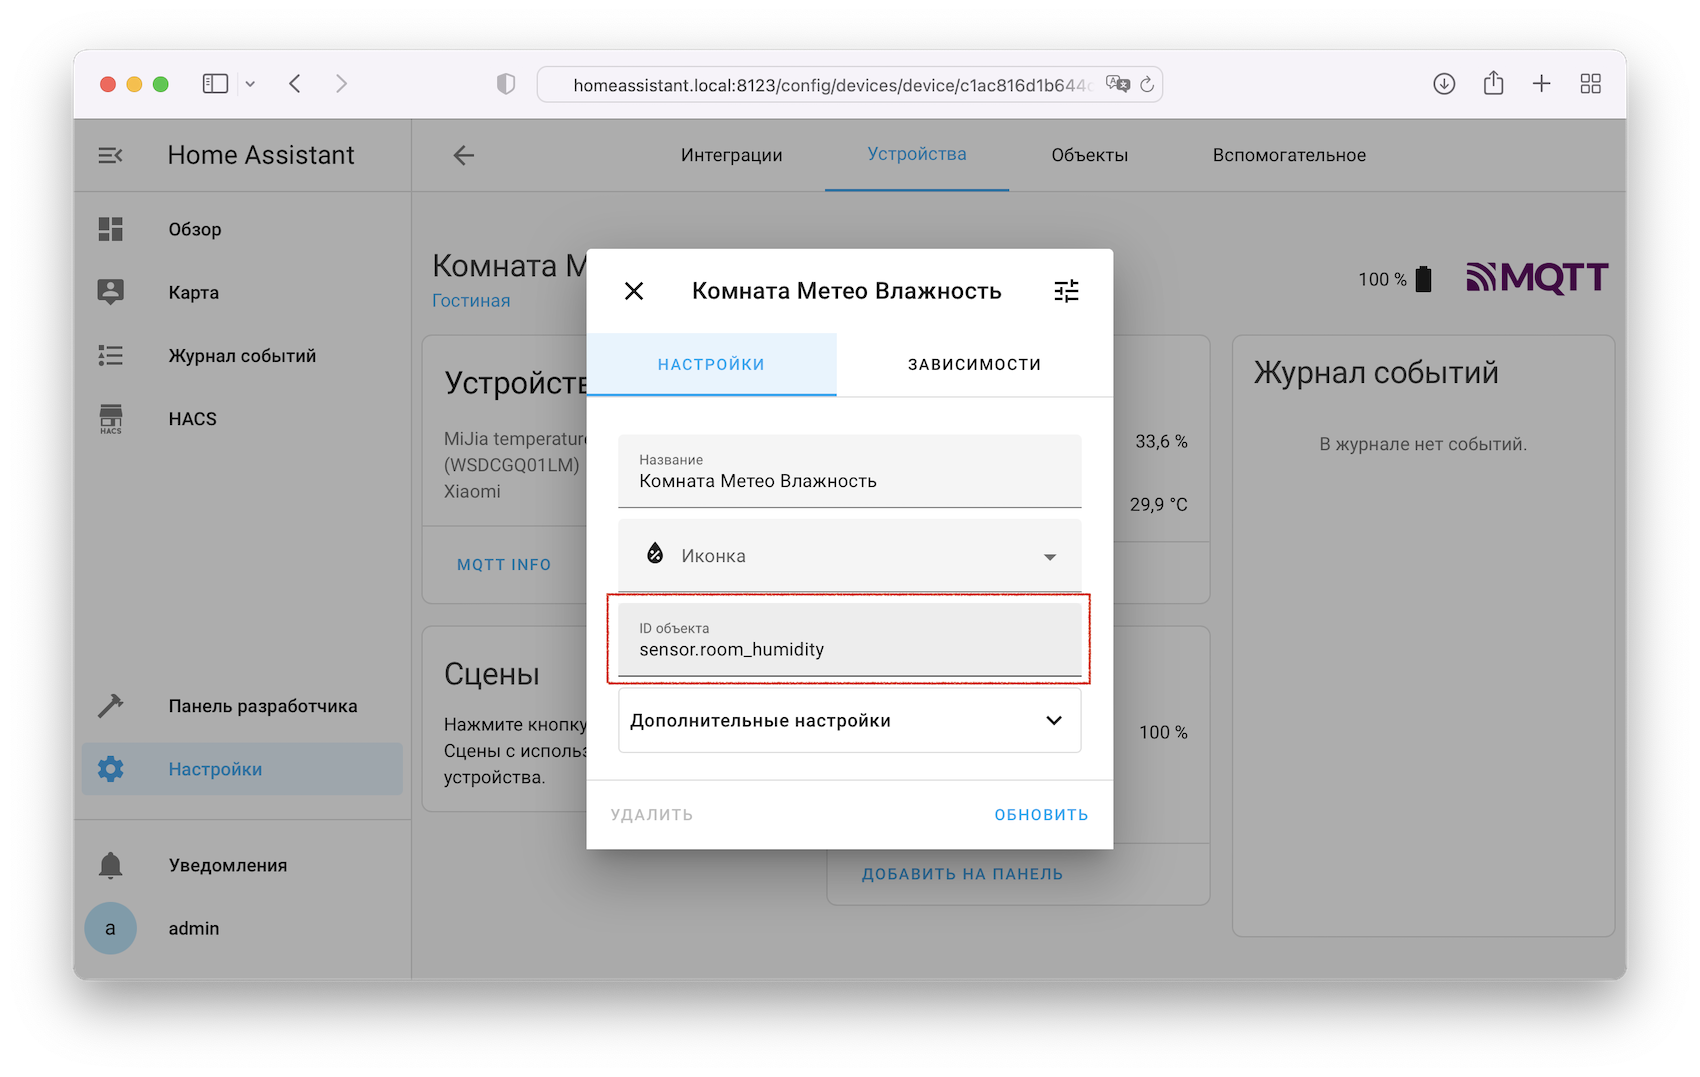 homeassistant.local:8123/config/devices/device/c1ac816d1b644c
Home Assistant
Интеграции
Устройства
Объекты
Вспомогательное
Обзор
Карта
Журнал событий
HACS
HACS
Панель разработчика
Настройки
Уведомления
a
admin
Комната М
Гостиная
100 %
MQTT
Устройств
MiJia temperature
(WSDCGQ01LM)
Xiaomi
MQTT INFO
Сцены
Нажмите кнопку
Сцены с исполь
устройства.
Комната Метео Влажность
НАСТРОЙКИ
ЗАВИСИМОСТИ
Название
Комната Метео Влажность
Иконка
ID объекта
sensor.room_humidity
Дополнительные настройки
УДАЛИТЬ
ОБНОВИТЬ
33,6 %
29,9 °C
100 %
ДОБАВИТЬ НА ПАНЕЛЬ
Журнал событий
В журнале нет событий.